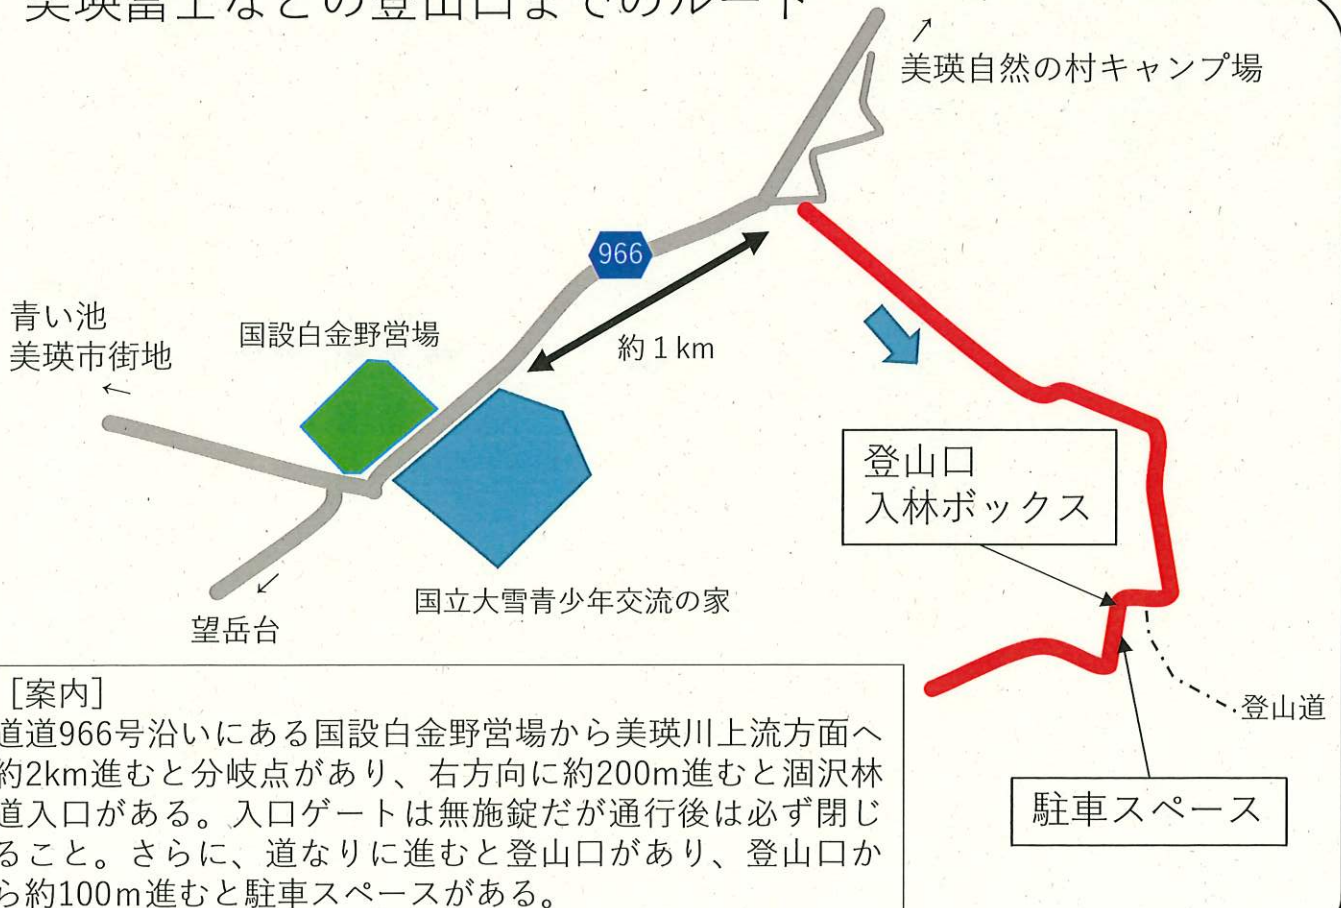 美瑛富士などの登山口までのルート
↗
美瑛自然の村キャンプ場
966
青い池
美瑛市街地
←
国設白金野営場
約1km
登山口
入林ボックス
国立大雪青少年交流の家
↙
望岳台
登山道
駐車スペース
[案内]
道道966号沿いにある国設白金野営場から美瑛川上流方面へ
約2km進むと分岐点があり、右方向に約200m進むと涸沢林
道入口がある。入口ゲートは無施錠だが通行後は必ず閉じ
ること。さらに、道なりに進むと登山口があり、登山口か
ら約100m進むと駐車スペースがある。